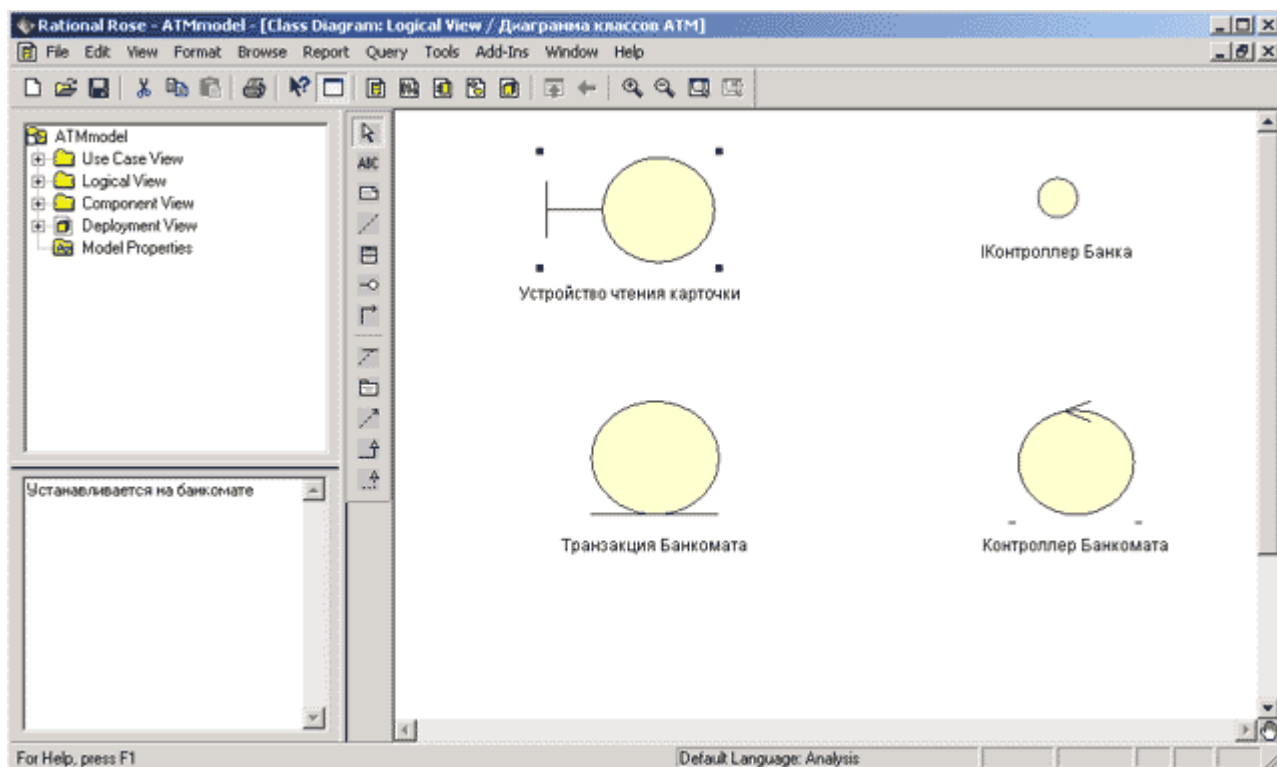 Rational Rose - ATMmodel - [Class Diagram: Logical View / Диаграмма классов ATM]
File Edit View Format Browse Report Query Tools Add-Ins Window Help
ATMmodel
Use Case View
Logical View
Component View
Deployment View
Model Properties
ABC
Устройство чтения карточки
IКонтроллер Банка
Транзакция Банкомата
Контроллер Банкомата
Устанавливается на банкомате
For Help, press F1
Default Language: Analysis